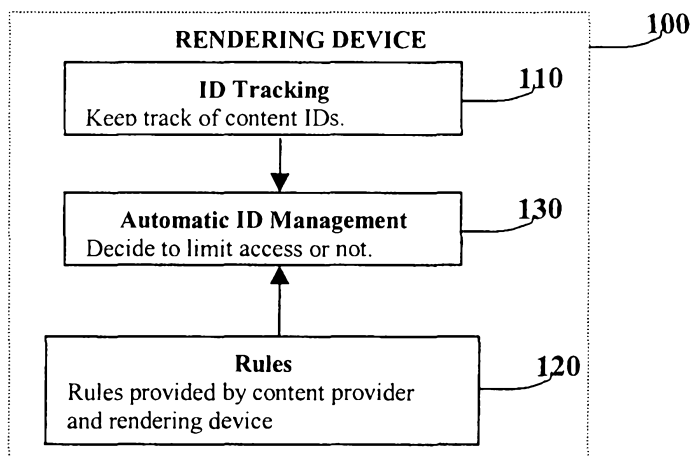 100
RENDERING DEVICE
110
ID Tracking
Keep track of content IDs.
130
Automatic ID Management
Decide to limit access or not.
120
Rules
Rules provided by content provider
and rendering device